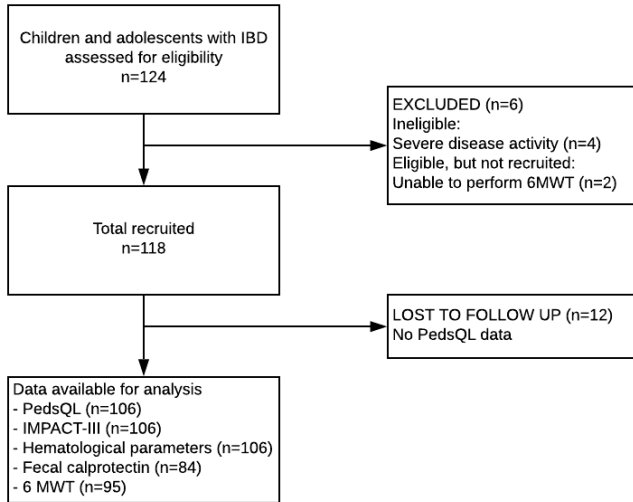 Children and adolescents with IBD
assessed for eligibility
n=124
EXCLUDED (n=6)
Ineligible:
Severe disease activity (n=4)
Eligible, but not recruited:
Unable to perform 6MWT (n=2)
Total recruited
n=118
LOST TO FOLLOW UP (n=12)
No PedsQL data
Data available for analysis
- PedsQL (n=106)
- IMPACT-III (n=106)
- Hematological parameters (n=106)
- Fecal calprotectin (n=84)
- 6 MWT (n=95)